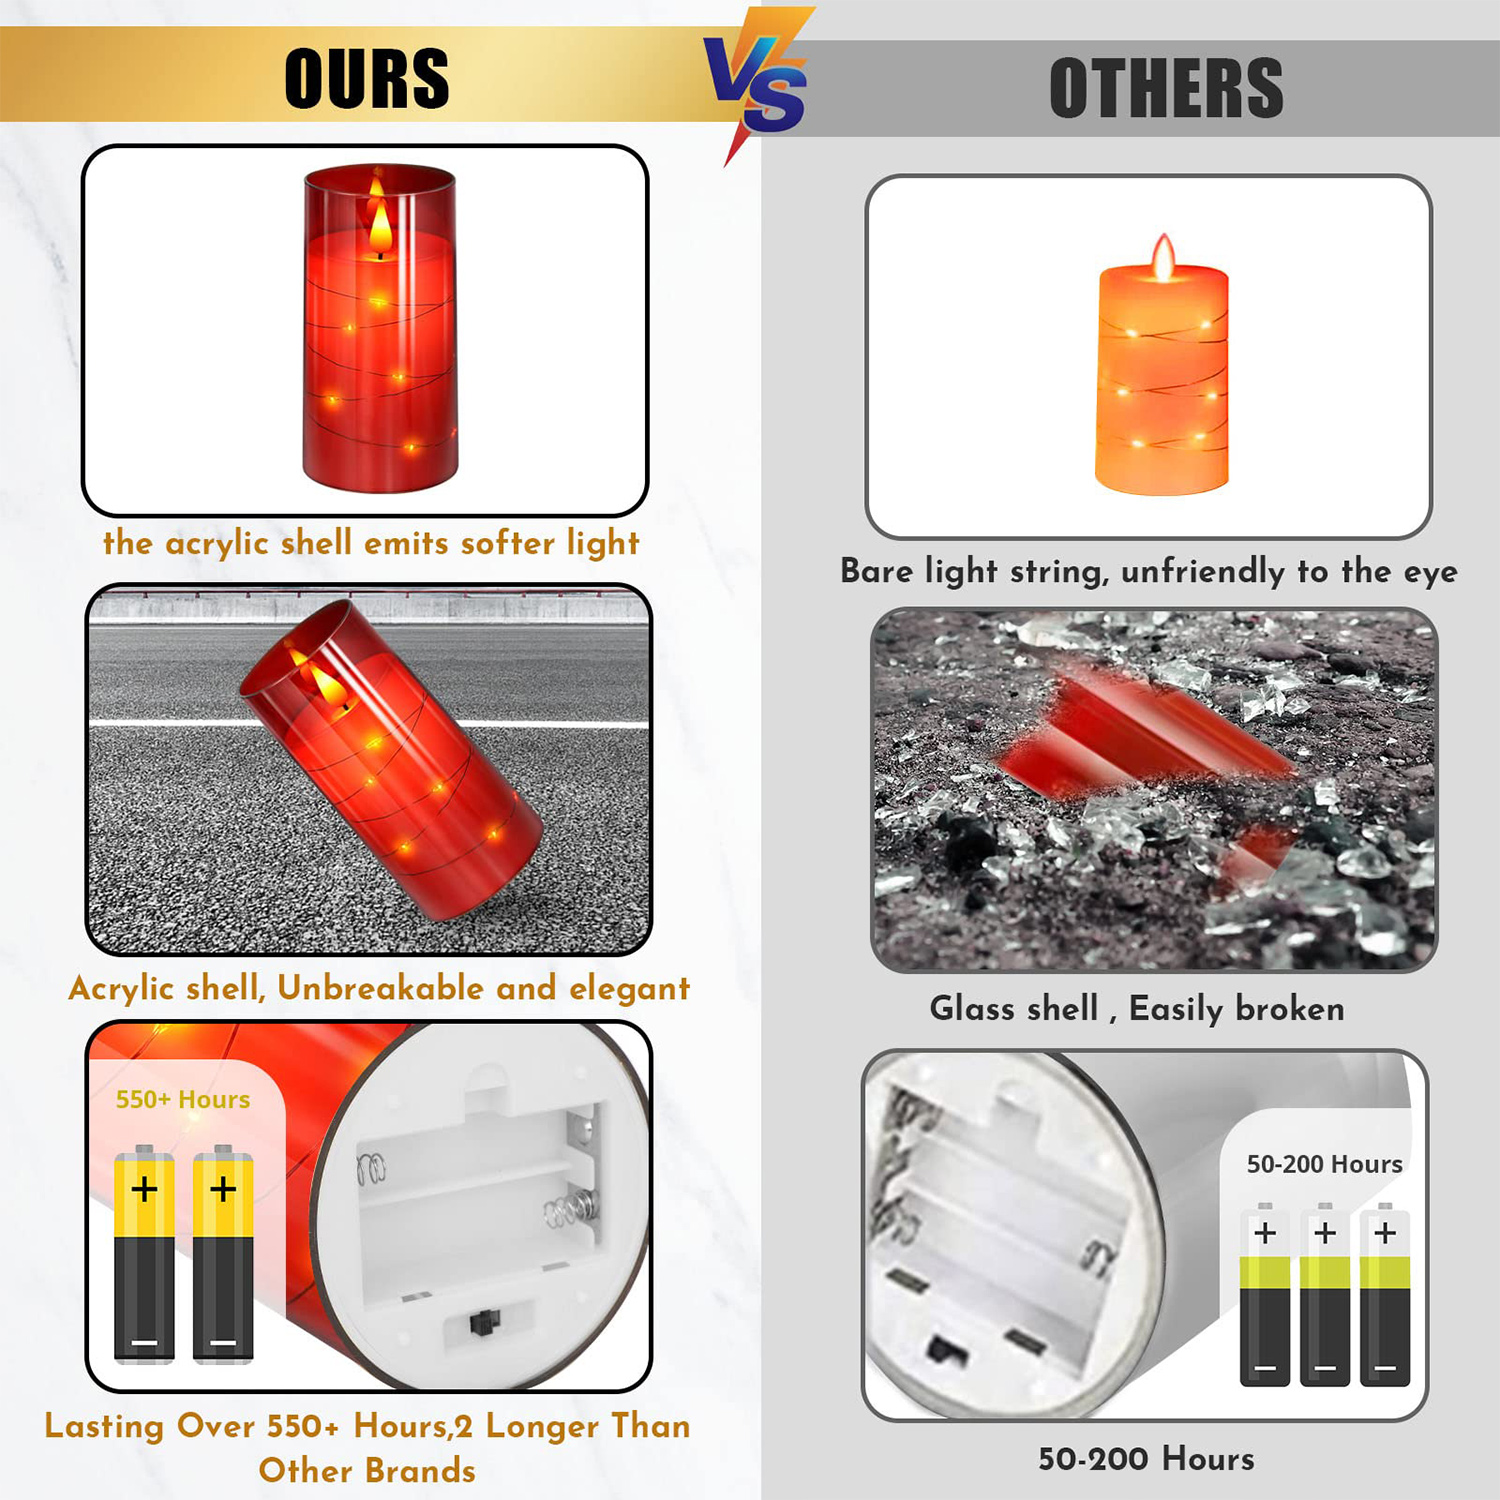 OURS
VS
OTHERS
the acrylic shell emits softer light
Bare light string, unfriendly to the eye
Acrylic shell, Unbreakable and elegant
Glass shell , Easily broken
550+ Hours
+ +
- -
50-200 Hours
+ + +
- - -
Lasting Over 550+ Hours,2 Longer Than
Other Brands
50-200 Hours